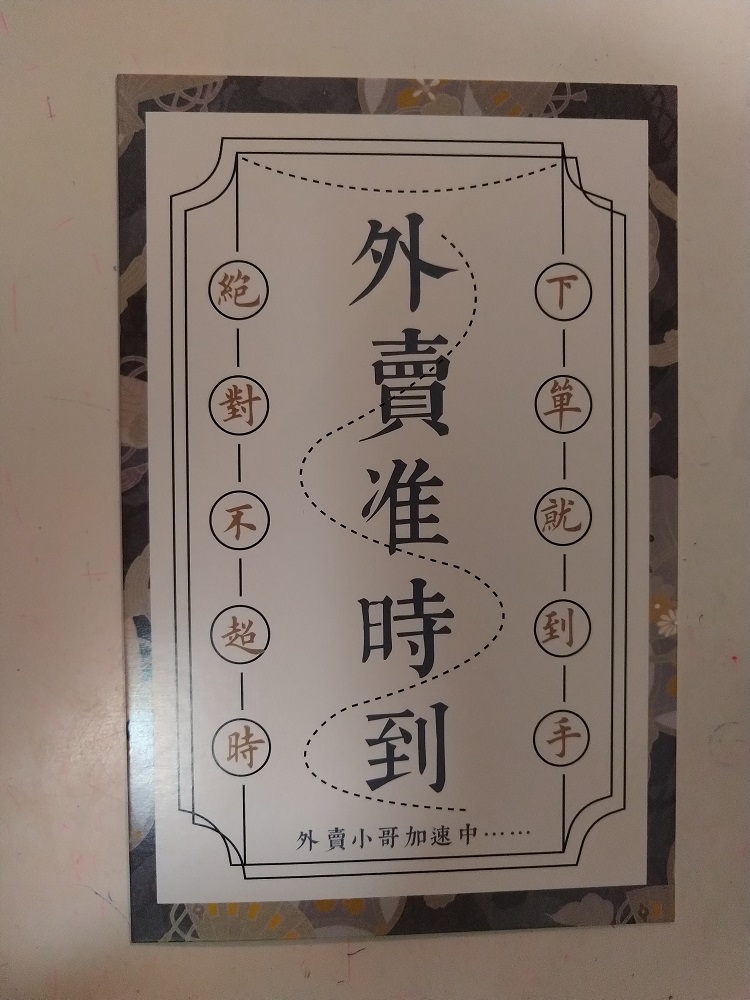 下單就到手
外賣准時到
絕對不超時
外賣小哥加速中……